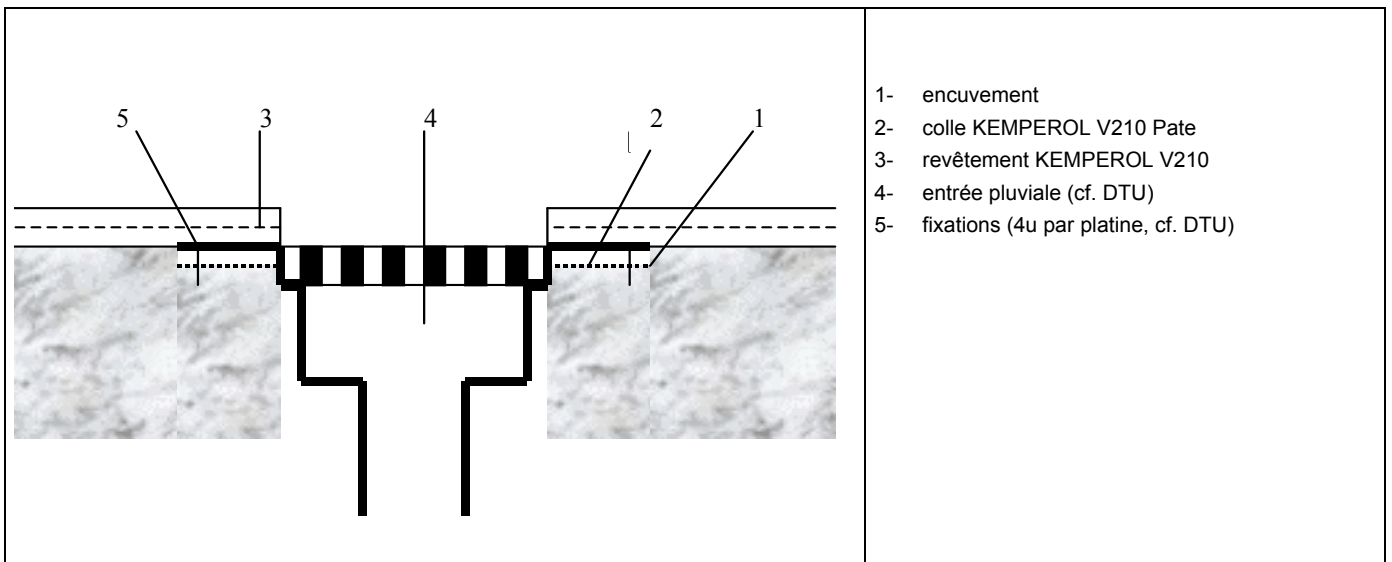 5 3 4 2 1
1- encuvement
2- colle KEMPEROL V210 Pate
3- revêtement KEMPEROL V210
4- entrée pluviale (cf. DTU)
5- fixations (4u par platine, cf. DTU)